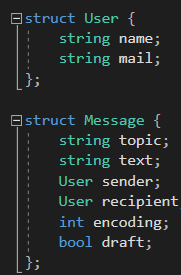 struct User {
string name;
string mail;
};
struct Message {
string topic;
string text;
User sender;
User recipient
int encoding;
bool draft;
};